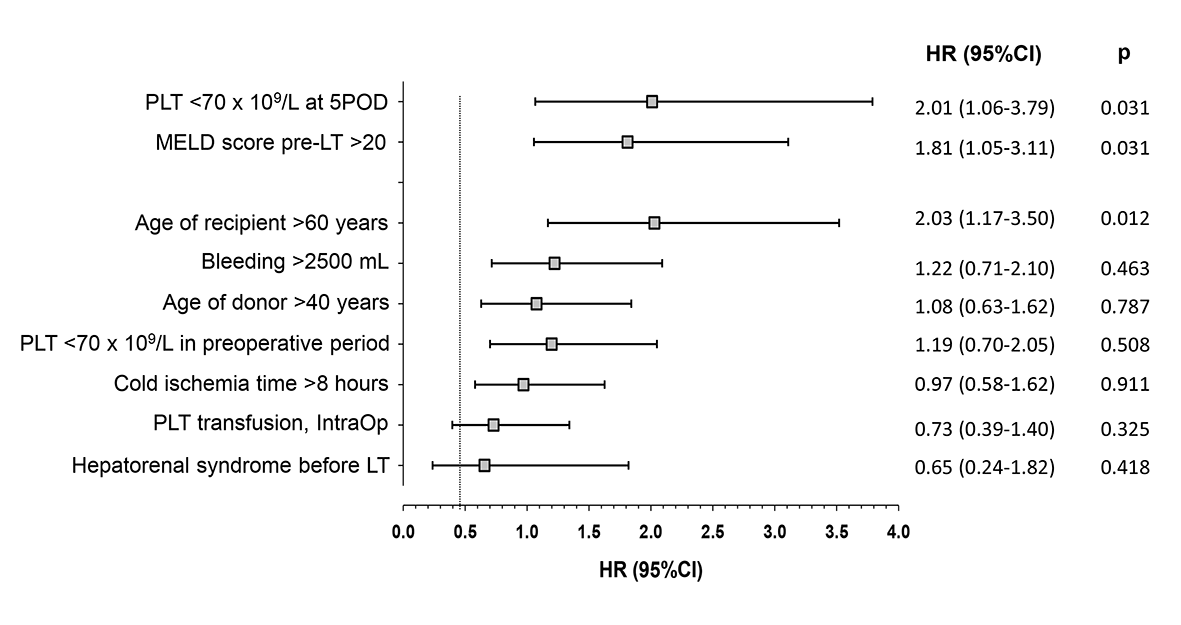 HR (95%CI) p
PLT <70 x 10⁹/L at 5POD 2.01 (1.06-3.79) 0.031
MELD score pre-LT >20 1.81 (1.05-3.11) 0.031
Age of recipient >60 years 2.03 (1.17-3.50) 0.012
Bleeding >2500 mL 1.22 (0.71-2.10) 0.463
Age of donor >40 years 1.08 (0.63-1.62) 0.787
PLT <70 x 10⁹/L in preoperative period 1.19 (0.70-2.05) 0.508
Cold ischemia time >8 hours 0.97 (0.58-1.62) 0.911
PLT transfusion, IntraOp 0.73 (0.39-1.40) 0.325
Hepatorenal syndrome before LT 0.65 (0.24-1.82) 0.418
0.0 0.5 1.0 1.5 2.0 2.5 3.0 3.5 4.0
HR (95%CI)